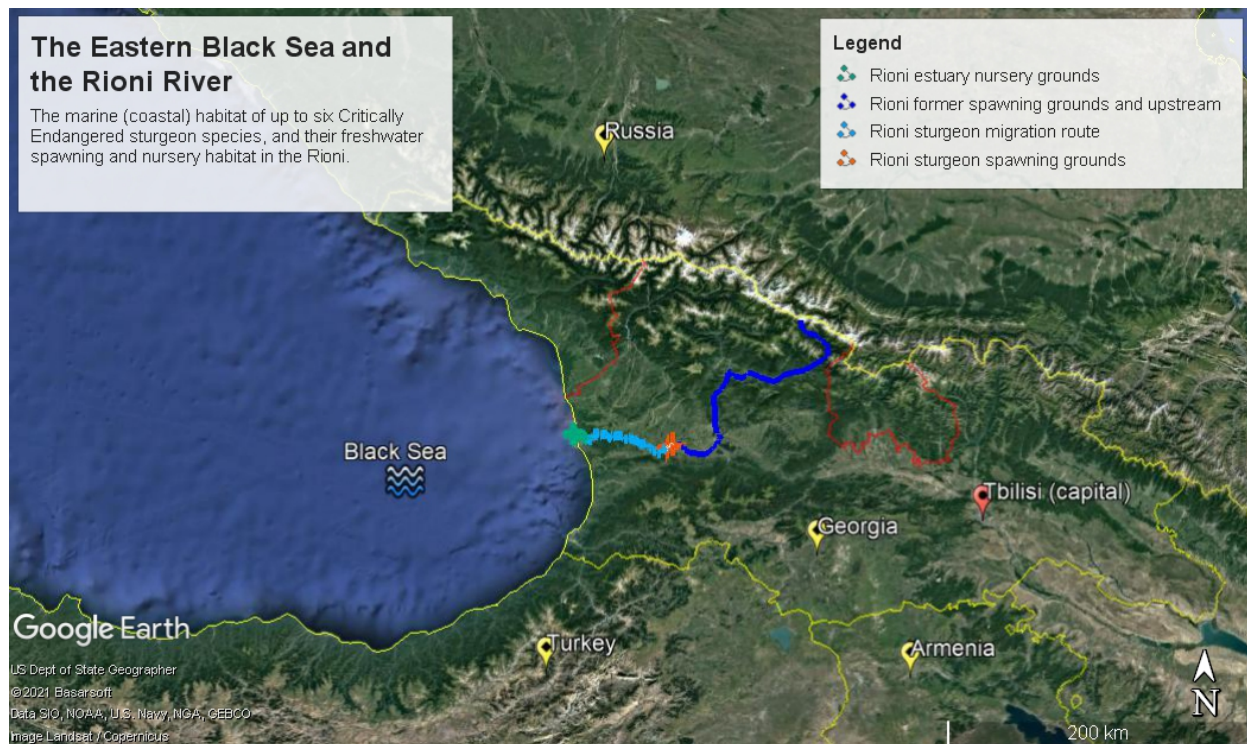 The Eastern Black Sea and
the Rioni River
The marine (coastal) habitat of up to six Critically
Endangered sturgeon species, and their freshwater
spawning and nursery habitat in the Rioni.
Legend
Rioni estuary nursery grounds
Rioni former spawning grounds and upstream
Rioni sturgeon migration route
Rioni sturgeon spawning grounds
Russia
Black Sea
Tbilisi (capital)
Georgia
Turkey
Armenia
Google Earth
US Dept of State Geographer
©2021 Basarsoft
Data SIO, NOAA, U.S. Navy, NGA, GEBCO
Image Landsat / Copernicus
N
200 km